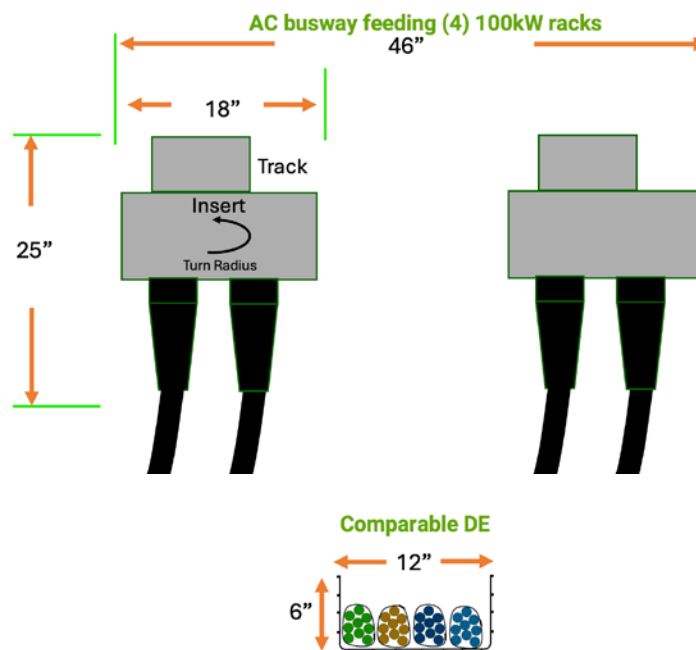 AC busway feeding (4) 100kW racks
46”
18”
Track
Insert
25”
Turn Radius
Comparable DE
12”
6”